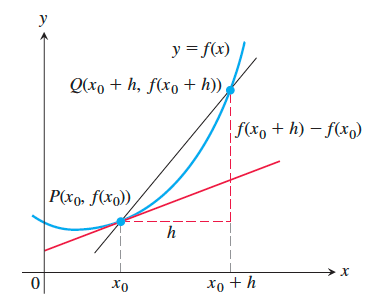 y
y = f(x)
Q(x₀ + h, f(x₀ + h))
f(x₀ + h) − f(x₀)
P(x₀, f(x₀))
h
0
x₀
x₀ + h
x